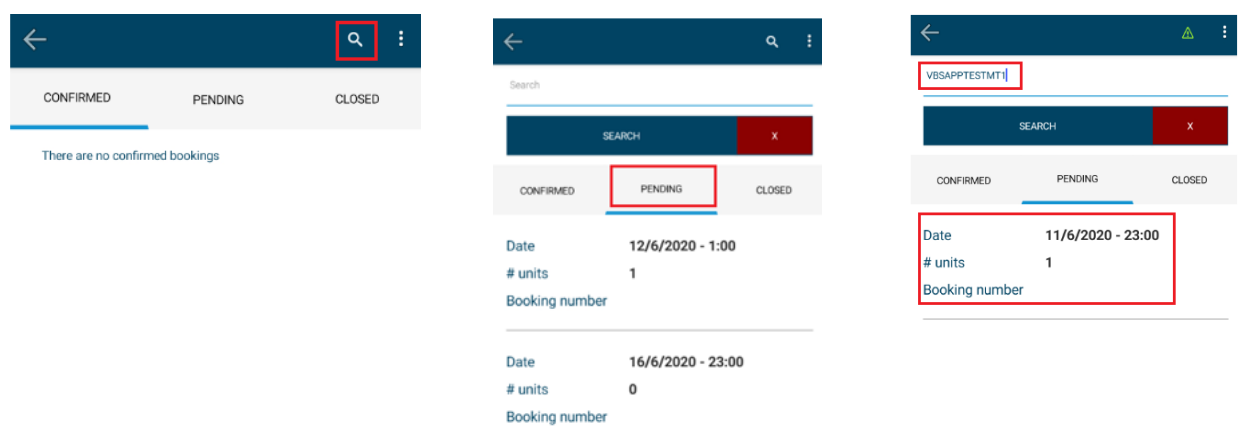 CONFIRMED PENDING CLOSED
There are no confirmed bookings
Search
SEARCH X
CONFIRMED PENDING CLOSED
Date 12/6/2020 - 1:00
# units 1
Booking number
Date 16/6/2020 - 23:00
# units 0
Booking number
VBSAPPTESTMT1
SEARCH X
CONFIRMED PENDING CLOSED
Date 11/6/2020 - 23:00
# units 1
Booking number